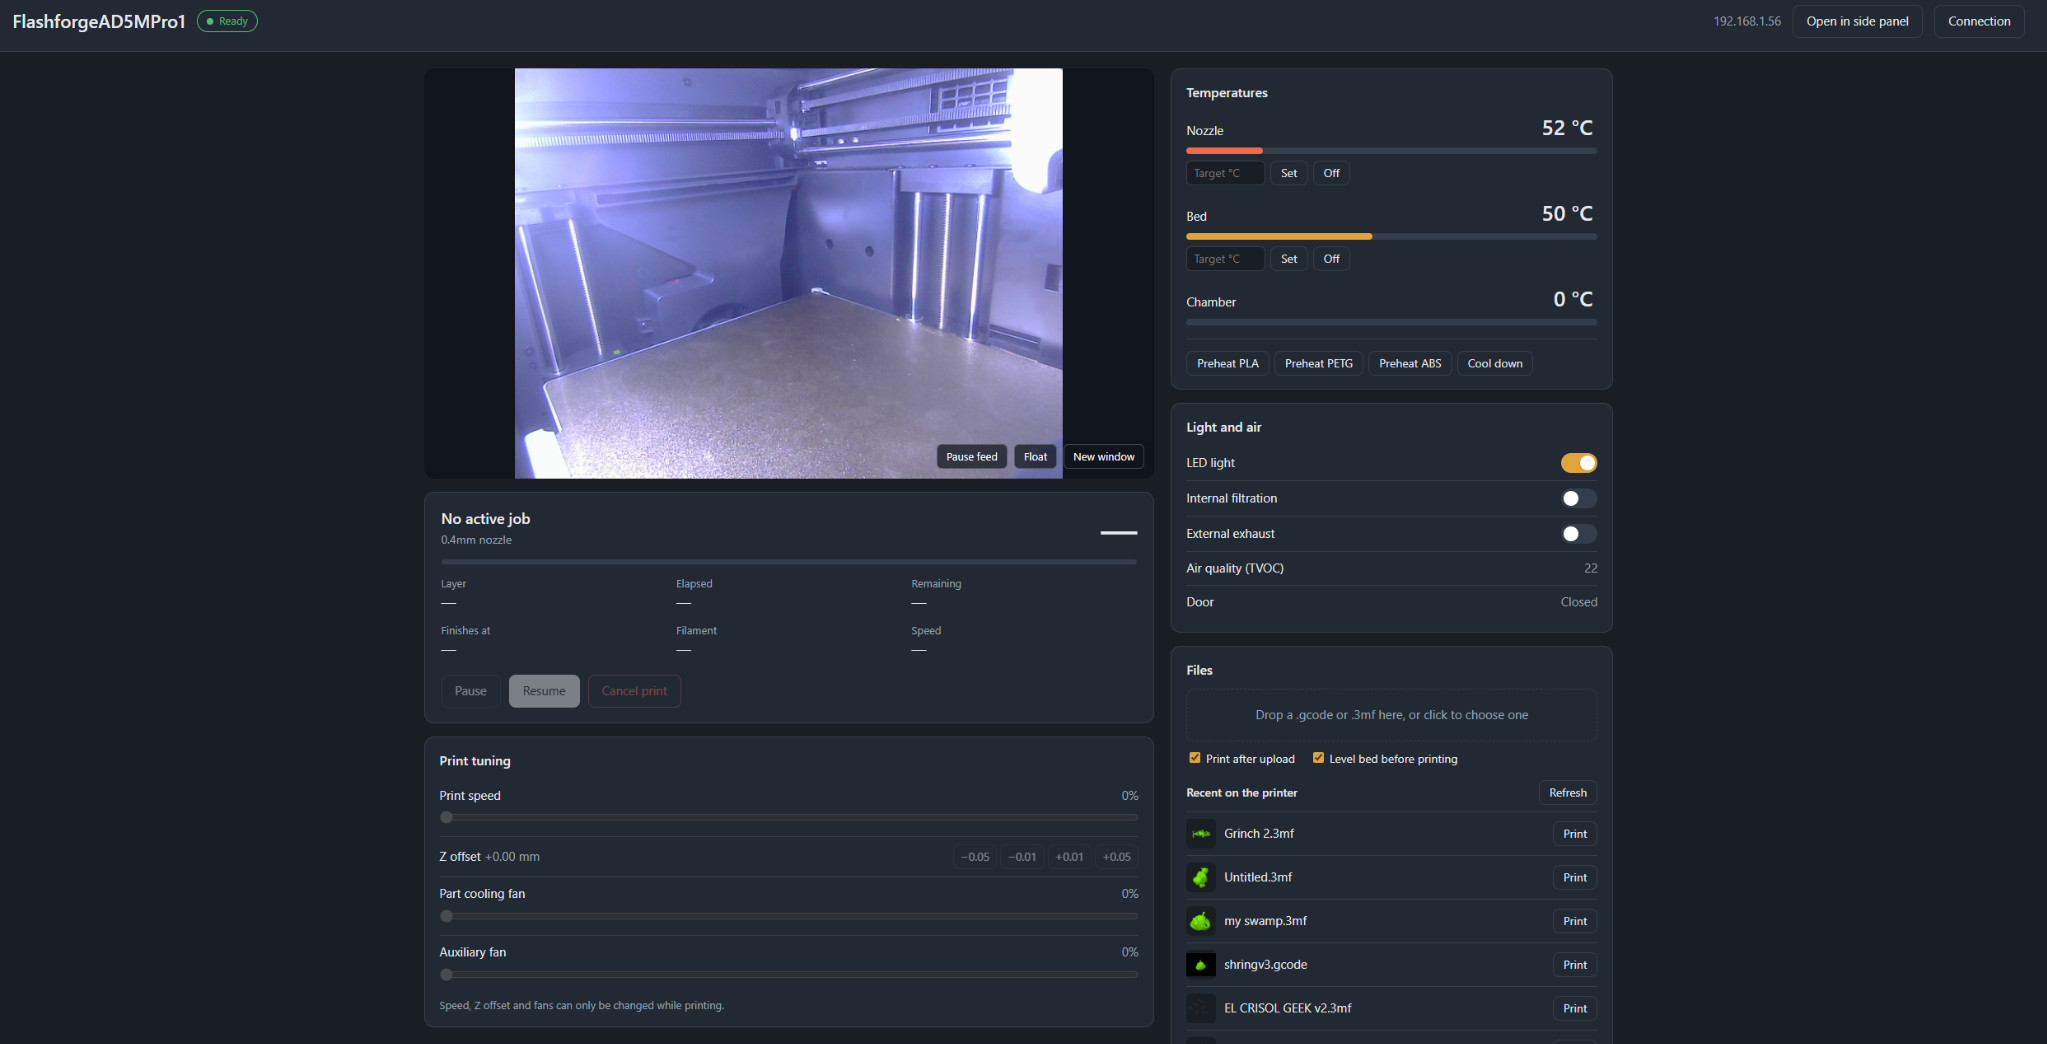 FlashforgeAD5MPro1
Ready
192.168.1.56
Open in side panel
Connection
Pause feed
Float
New window
No active job
0.4mm nozzle
—
Layer
Elapsed
Remaining
—
—
—
Finishes at
Filament
Speed
—
—
—
Pause
Resume
Cancel print
Print tuning
Print speed
0%
Z offset +0.00 mm
−0.05
−0.01
+0.01
+0.05
Part cooling fan
0%
Auxiliary fan
0%
Speed, Z offset and fans can only be changed while printing.
Temperatures
Nozzle
52 °C
Target °C
Set
Off
Bed
50 °C
Target °C
Set
Off
Chamber
0 °C
Preheat PLA
Preheat PETG
Preheat ABS
Cool down
Light and air
LED light
Internal filtration
External exhaust
Air quality (TVOC)
22
Door
Closed
Files
Drop a .gcode or .3mf here, or click to choose one
Print after upload
Level bed before printing
Recent on the printer
Refresh
Grinch 2.3mf
Print
Untitled.3mf
Print
my swamp.3mf
Print
shringv3.gcode
Print
EL CRISOL GEEK v2.3mf
Print